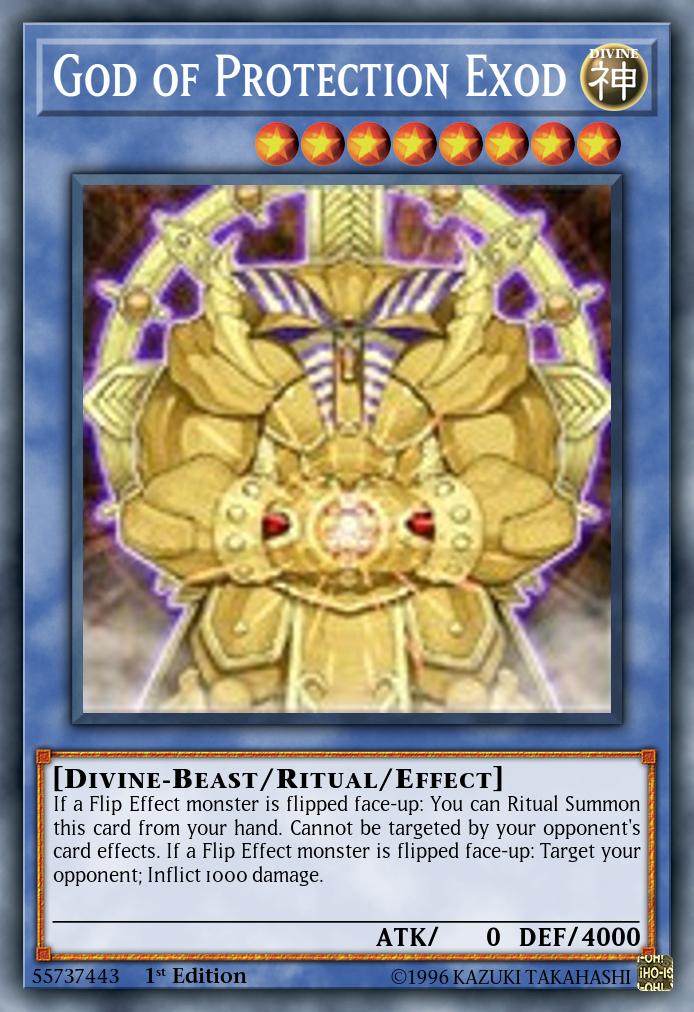 God of Protection Exod
DIVINE
神
[Divine-Beast/Ritual/Effect]
If a Flip Effect monster is flipped face-up: You can Ritual Summon
this card from your hand. Cannot be targeted by your opponent's
card effects. If a Flip Effect monster is flipped face-up: Target your
opponent; Inflict 1000 damage.
ATK/ 0 DEF/4000
55737443 1st Edition ©1996 KAZUKI TAKAHASHI